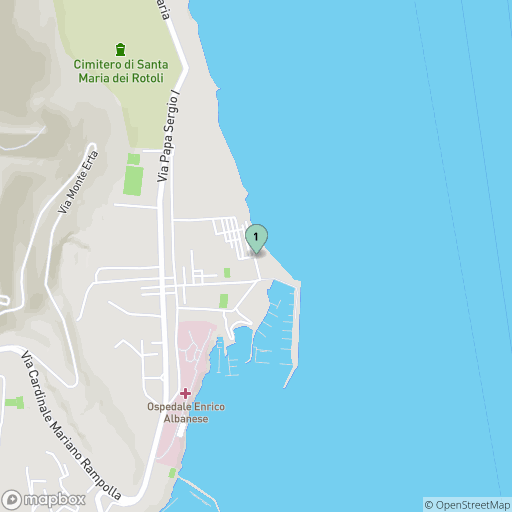 aria
Cimitero di Santa
Maria dei Rotoli
Via Papa Sergio I
Via Monte Erta
1
Via Cardinale Mariano Rampolla
Ospedale Enrico
Albanese
mapbox
© OpenStreetMap